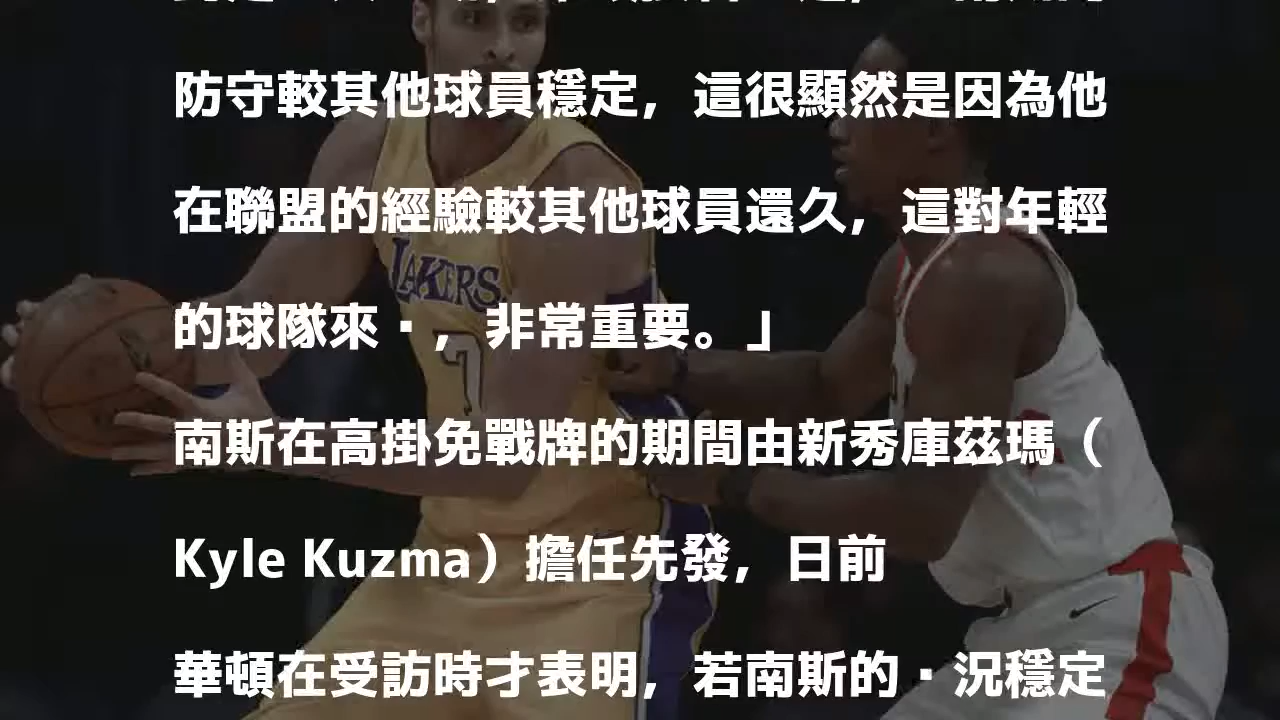 防守較其他球員穩定，這很顯然是因為他
在聯盟的經驗較其他球員還久，這對年輕
的球隊來▪，非常重要。」
南斯在高掛免戰牌的期間由新秀庫茲瑪（
Kyle Kuzma）擔任先發，日前
華頓在受訪時才表明，若南斯的▪況穩定
LAKERS
7